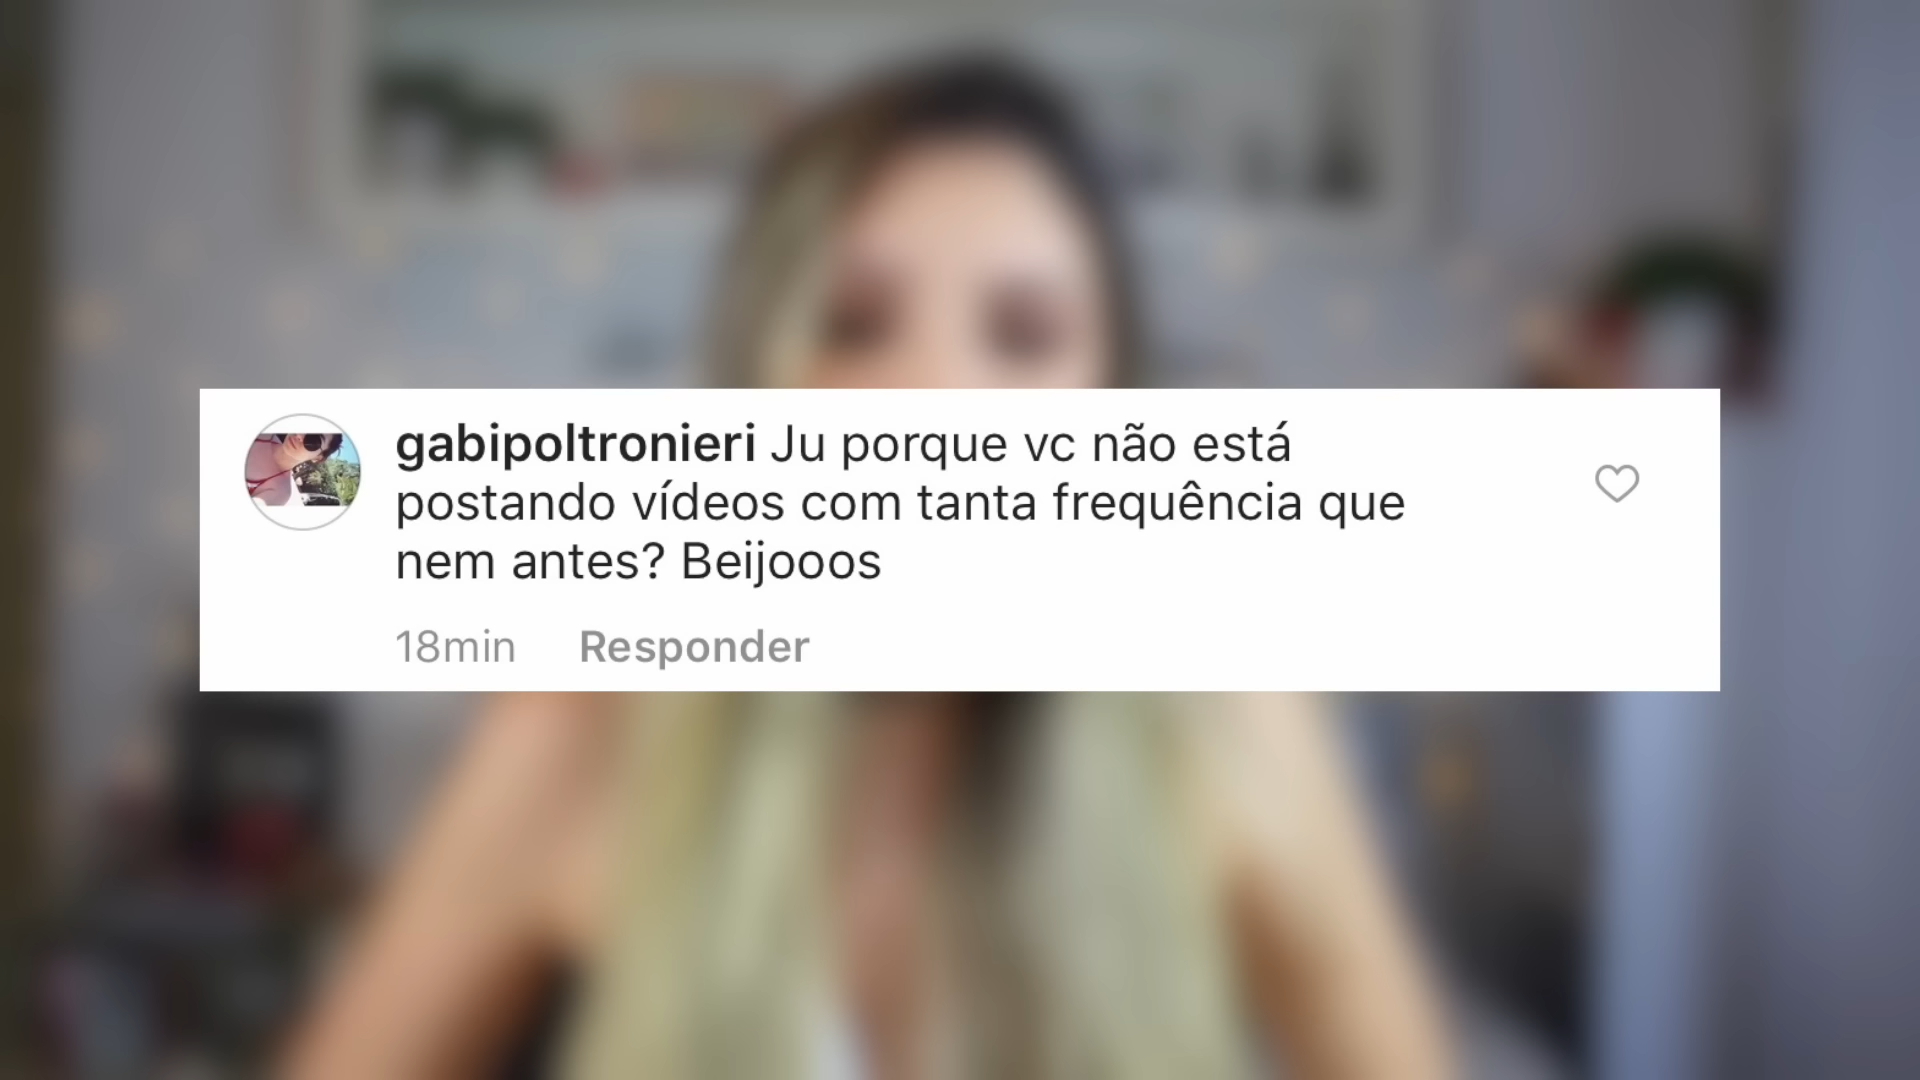 gabipoltronieri Ju porque vc não está
postando vídeos com tanta frequência que
nem antes? Beijooos
18min Responder